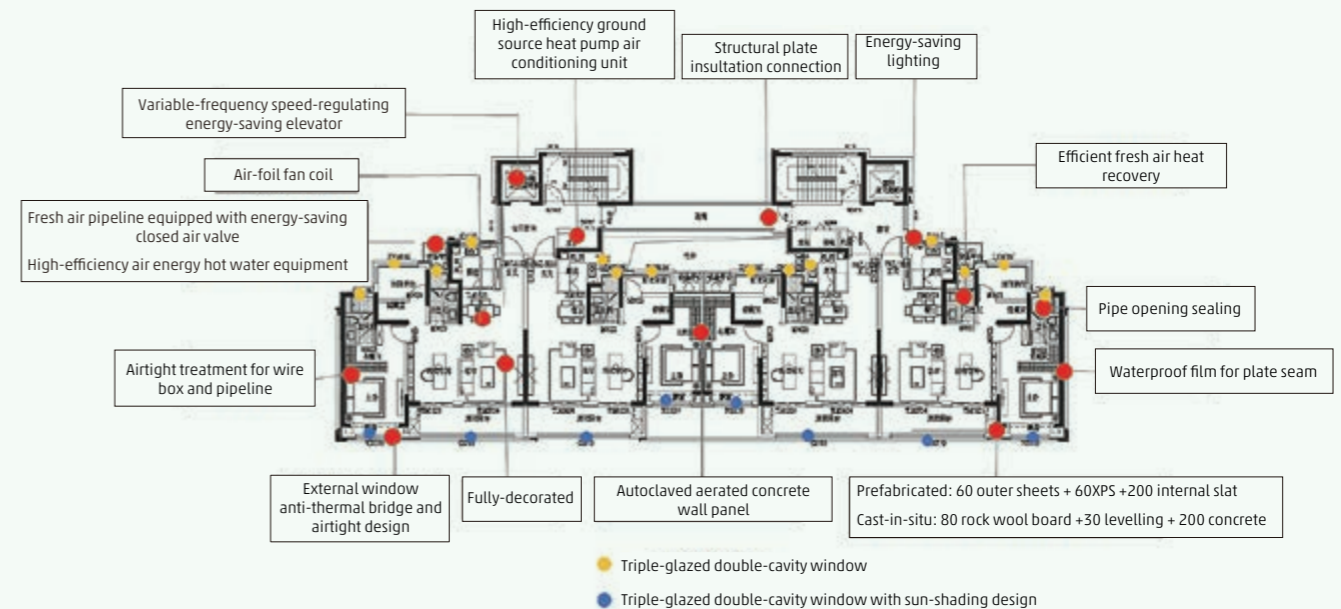 High-efficiency ground
source heat pump air
conditioning unit
Structural plate
insultation connection
Energy-saving
lighting
Variable-frequency speed-regulating
energy-saving elevator
Air-foil fan coil
Efficient fresh air heat
recovery
Fresh air pipeline equipped with energy-saving
closed air valve
High-efficiency air energy hot water equipment
Pipe opening sealing
Airtight treatment for wire
box and pipeline
Waterproof film for plate seam
External window
anti-thermal bridge and
airtight design
Fully-decorated
Autoclaved aerated concrete
wall panel
Prefabricated: 60 outer sheets + 60XPS +200 internal slat
Cast-in-situ: 80 rock wool board +30 levelling + 200 concrete
Triple-glazed double-cavity window
Triple-glazed double-cavity window with sun-shading design